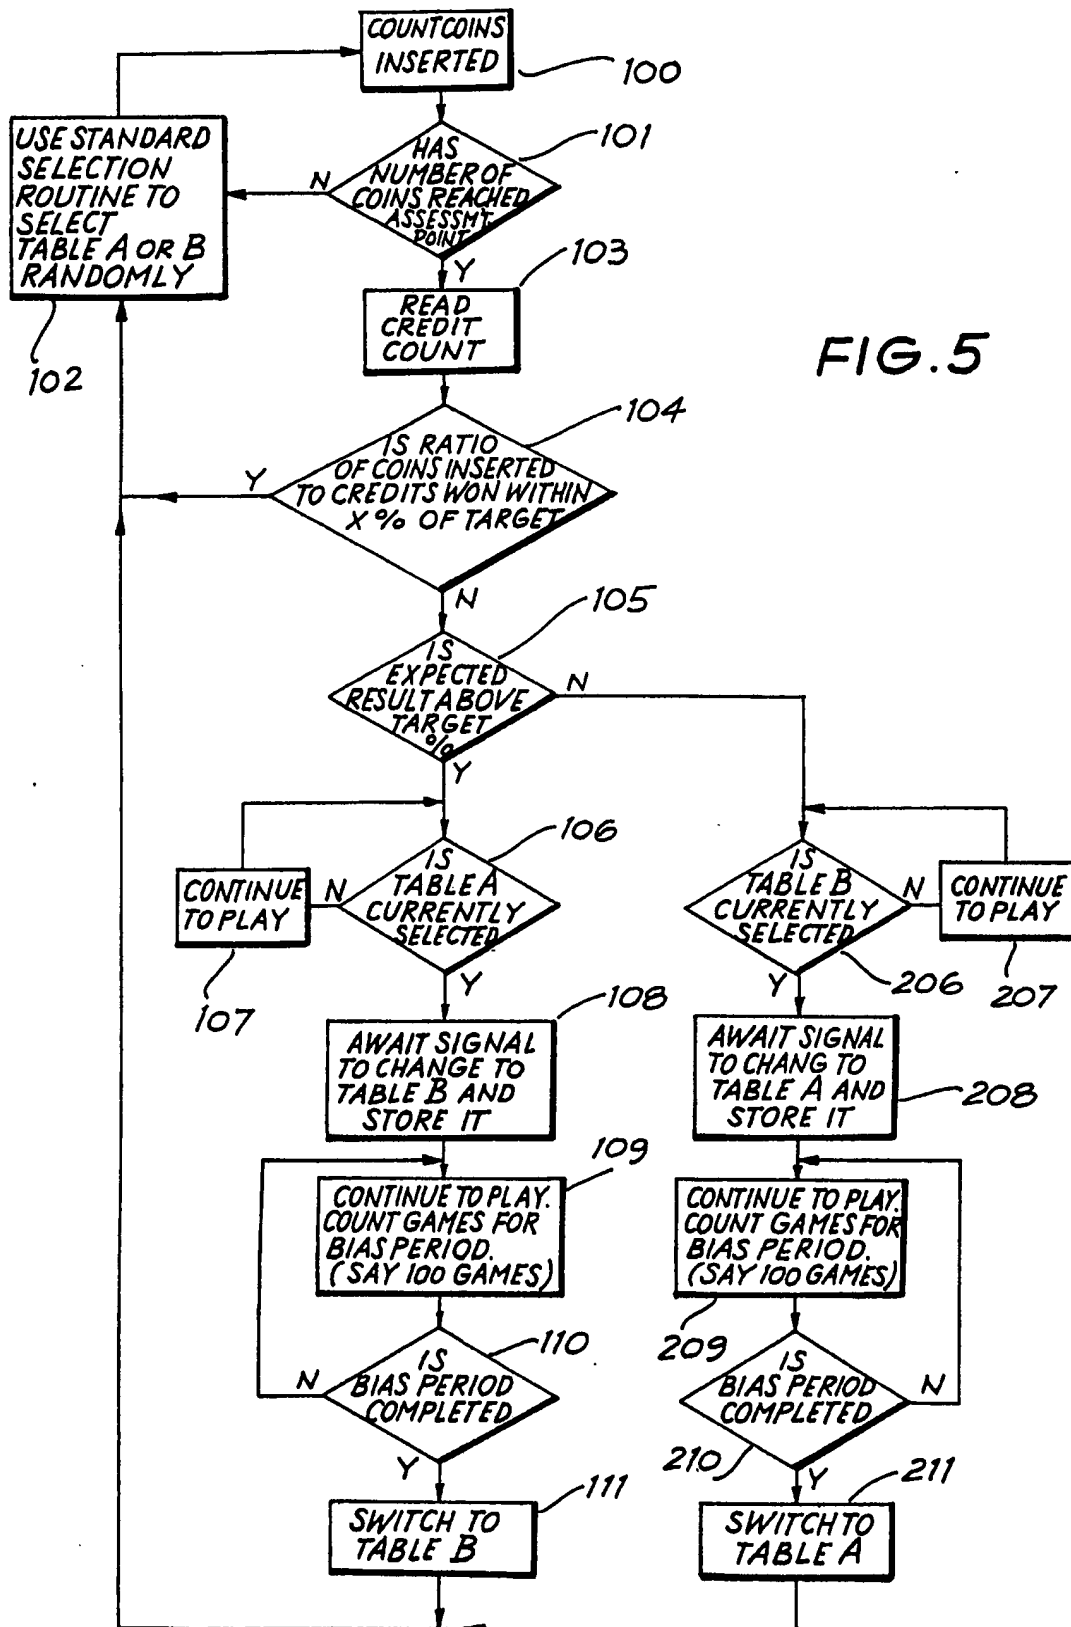 COUNT COINS
INSERTED
100
HAS
NUMBER OF
COINS REACHED
ASSESSM'T.
POINT
101
N
Y
USE STANDARD
SELECTION
ROUTINE TO
SELECT
TABLE A OR B
RANDOMLY
102
READ
CREDIT
COUNT
103
FIG.5
IS RATIO
OF COINS INSERTED
TO CREDITS WON WITHIN
X % OF TARGET
104
Y
N
IS
EXPECTED
RESULT ABOVE
TARGET
%
105
N
Y
IS
TABLE A
CURRENTLY
SELECTED
106
N
Y
CONTINUE
TO PLAY
107
AWAIT SIGNAL
TO CHANGE TO
TABLE B AND
STORE IT
108
CONTINUE TO PLAY.
COUNT GAMES FOR
BIAS PERIOD.
(SAY 100 GAMES)
109
IS
BIAS PERIOD
COMPLETED
110
N
Y
SWITCH TO
TABLE B
111
IS
TABLE B
CURRENTLY
SELECTED
206
N
Y
CONTINUE
TO PLAY
207
AWAIT SIGNAL
TO CHANG TO
TABLE A AND
STORE IT
208
CONTINUE TO PLAY.
COUNT GAMES FOR
BIAS PERIOD.
(SAY 100 GAMES)
209
IS
BIAS PERIOD
COMPLETED
210
N
Y
SWITCH TO
TABLE A
211